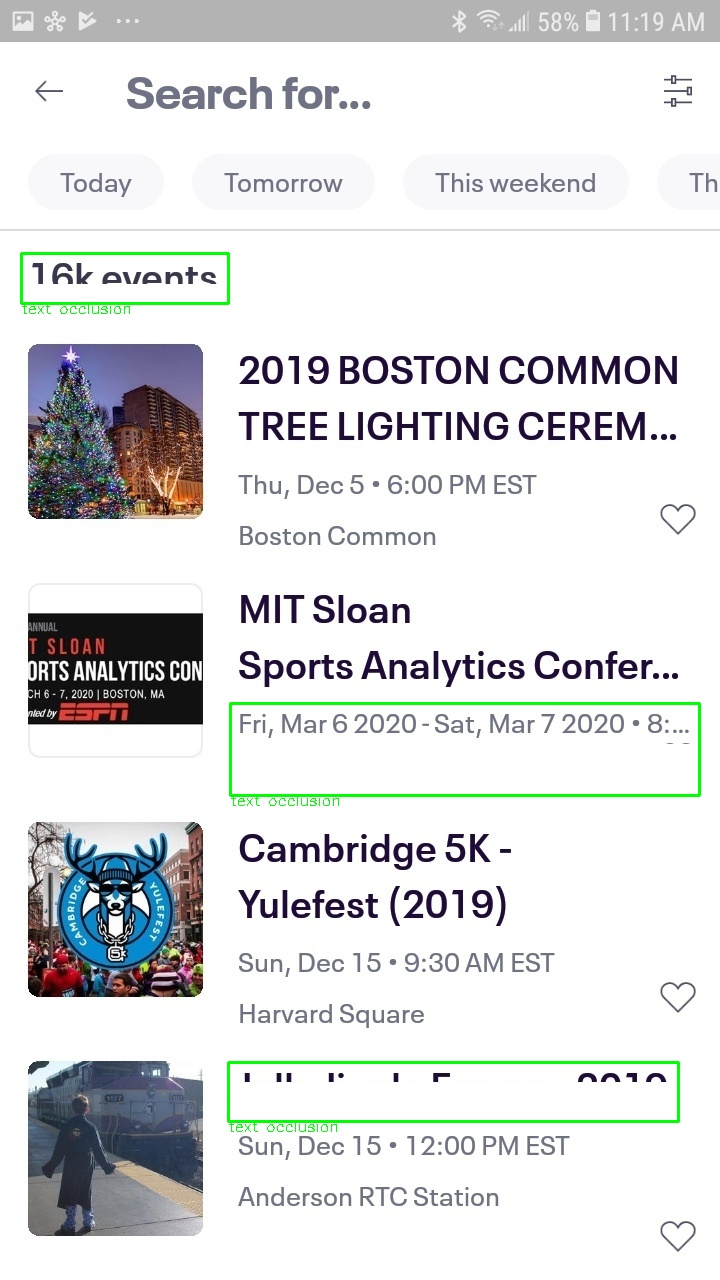 58% 11:19 AM
Search for...
Today Tomorrow This weekend Th
16k events
text occlusion
2019 BOSTON COMMON
TREE LIGHTING CEREM...
Thu, Dec 5 • 6:00 PM EST
Boston Common
ANNUAL
T SLOAN
ORTS ANALYTICS CON
CH 6 - 7, 2020 | BOSTON, MA
nted by ESPN
MIT Sloan
Sports Analytics Confer...
Fri, Mar 6 2020 - Sat, Mar 7 2020 • 8:...
text occlusion
CAMBRIDGE YULEFEST
5K
Cambridge 5K -
Yulefest (2019)
Sun, Dec 15 • 9:30 AM EST
Harvard Square
2019
text occlusion
Sun, Dec 15 • 12:00 PM EST
Anderson RTC Station